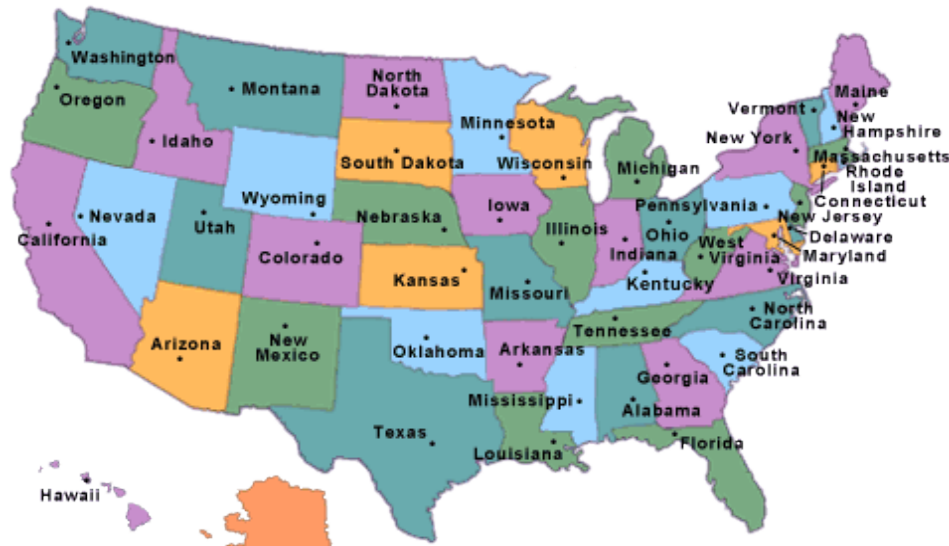 Washington
Oregon
Idaho
Montana
North
Dakota
South Dakota
Minnesota
Wisconsin
Michigan
Wyoming
Nevada
California
Utah
Colorado
Nebraska
Iowa
Illinois
Indiana
Ohio
Pennsylvania
New York
Vermont
Maine
New
Hampshire
Massachusetts
Rhode
Island
Connecticut
New Jersey
Delaware
Maryland
West
Virginia
Virginia
Kentucky
Kansas
Missouri
Arizona
New
Mexico
Oklahoma
Arkansas
Tennessee
North
Carolina
South
Carolina
Georgia
Alabama
Mississippi
Louisiana
Texas
Florida
Hawaii